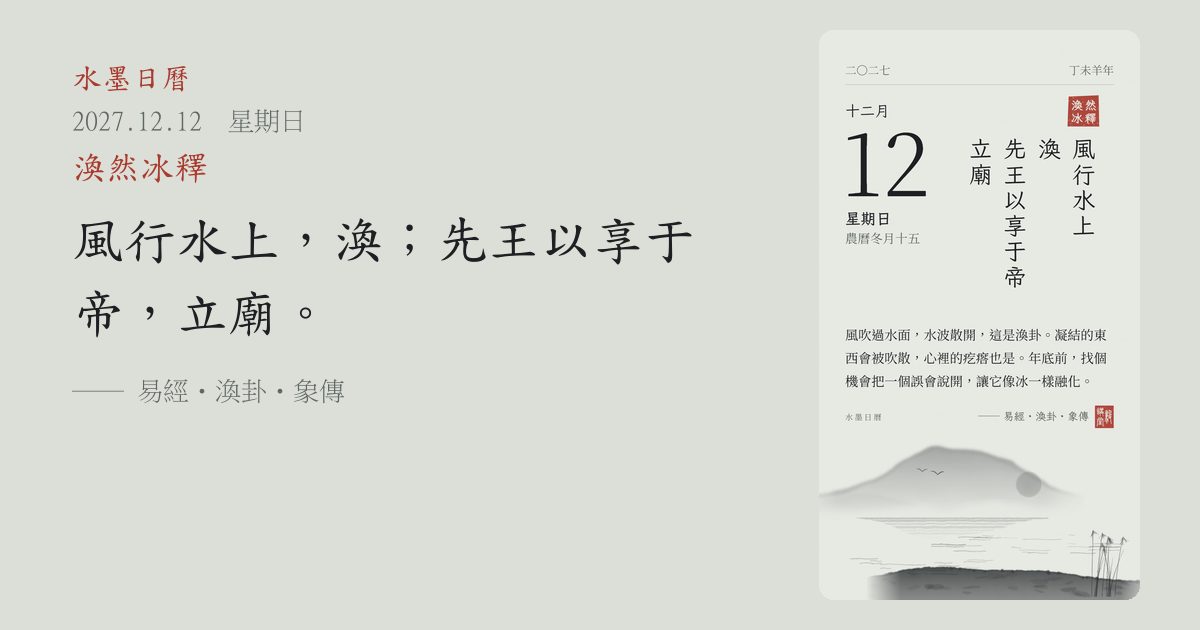 水墨日曆
2027.12.12 星期日
渙然冰釋
風行水上，渙；先王以享于
帝，立廟。
—— 易經・渙卦・象傳
二〇二七
丁未羊年
十二月
12
星期日
農曆冬月十五
渙然
冰釋
風行水上
渙
先王以享于帝
立廟
風吹過水面，水波散開，這是渙卦。凝結的東
西會被吹散，心裡的疙瘩也是。年底前，找個
機會把一個誤會說開，讓它像冰一樣融化。
水墨日曆
—— 易經・渙卦・象傳